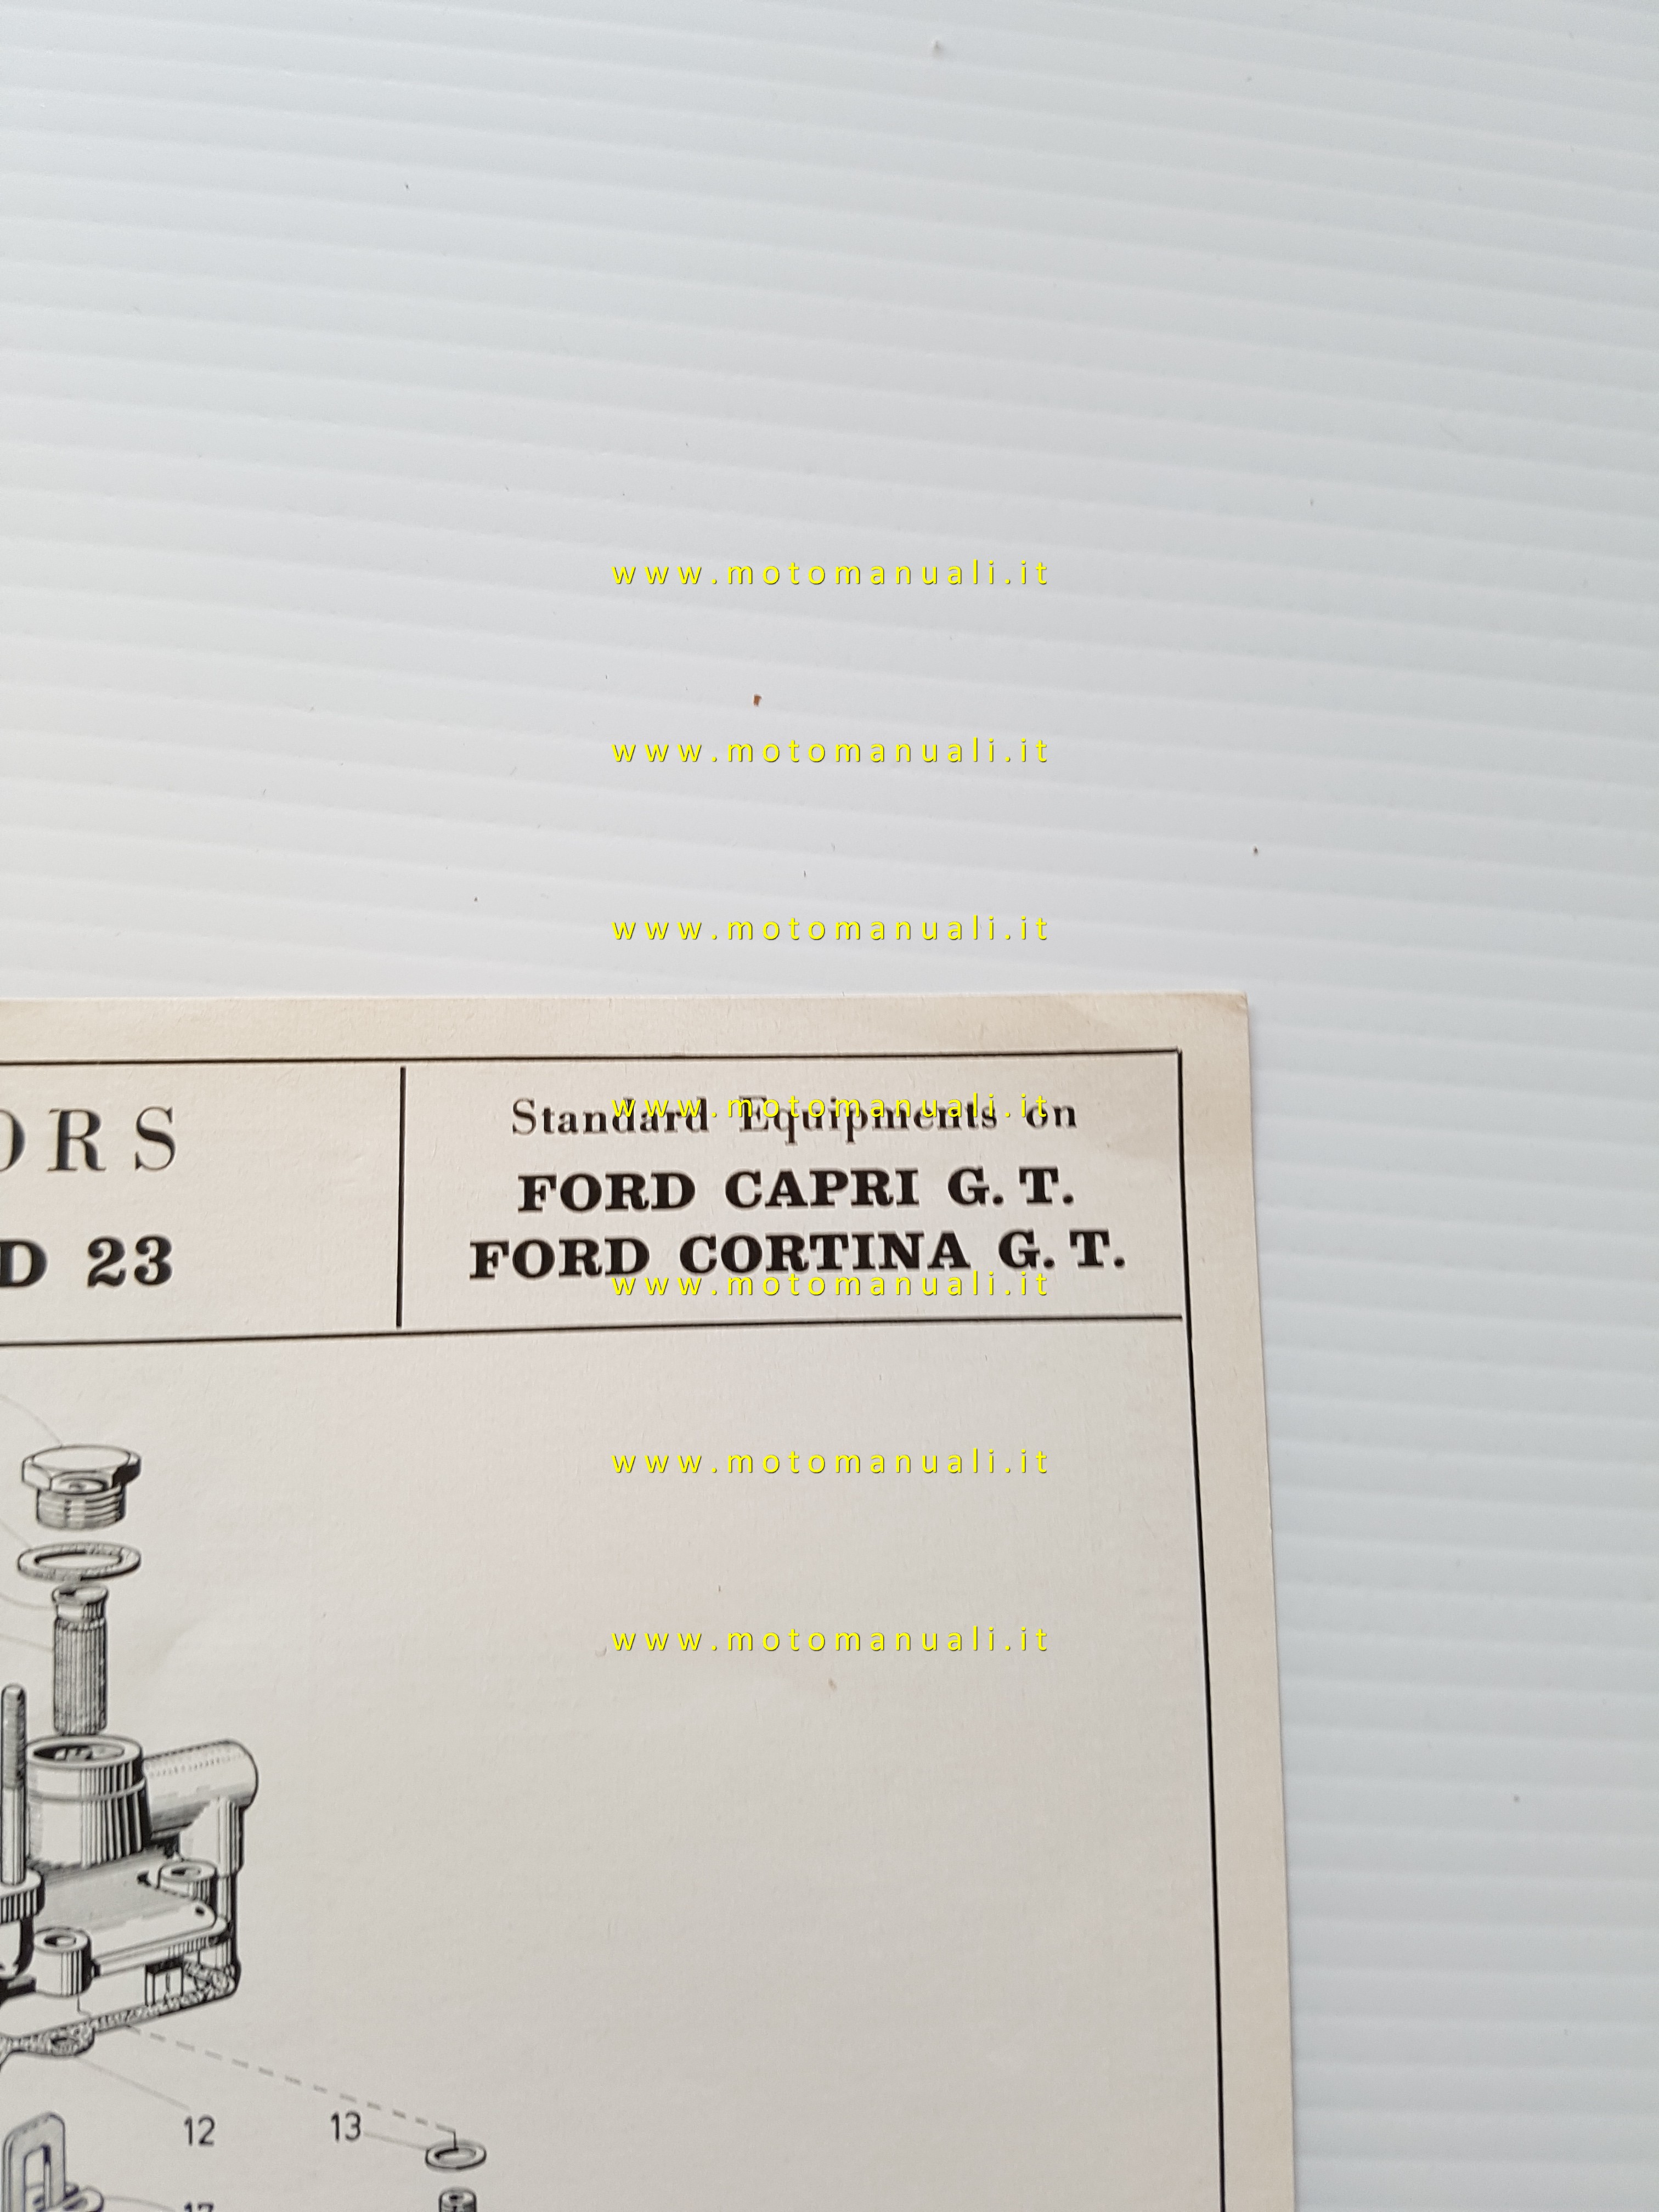 www.motomanuali.it
www.motomanuali.it
www.motomanuali.it
www.motomanuali.it
Standard Equipments on
FORD CAPRI G. T.
FORD CORTINA G. T.
www.motomanuali.it
ORS
D 23
www.motomanuali.it
www.motomanuali.it
12
13